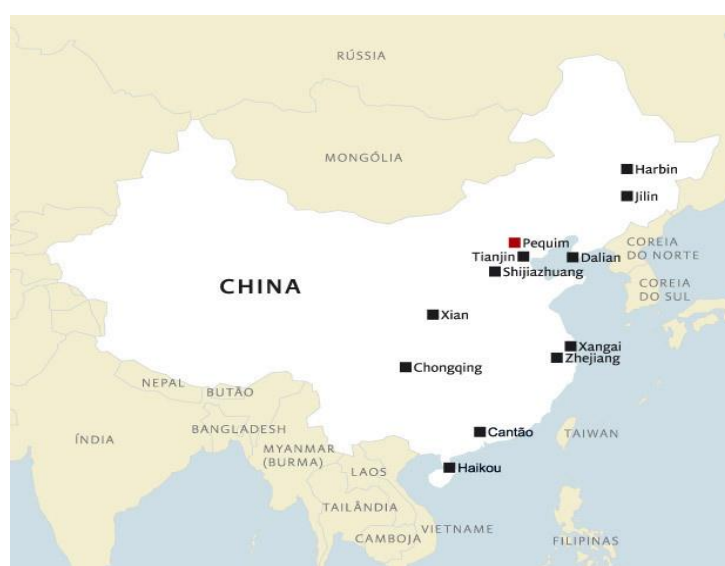 RÚSSIA
MONGÓLIA
Harbin
Jilin
Pequim
COREIA
DO NORTE
Tianjin
Dalian
Shijiazhuang
COREIA
DO SUL
CHINA
Xian
Xangai
Zhejiang
Chongqing
NEPAL
BUTÃO
BANGLADESH
Cantão
TAIWAN
ÍNDIA
MYANMAR
(BURMA)
LAOS
Haikou
TAILÂNDIA
VIETNAME
CAMBOJA
FILIPINAS